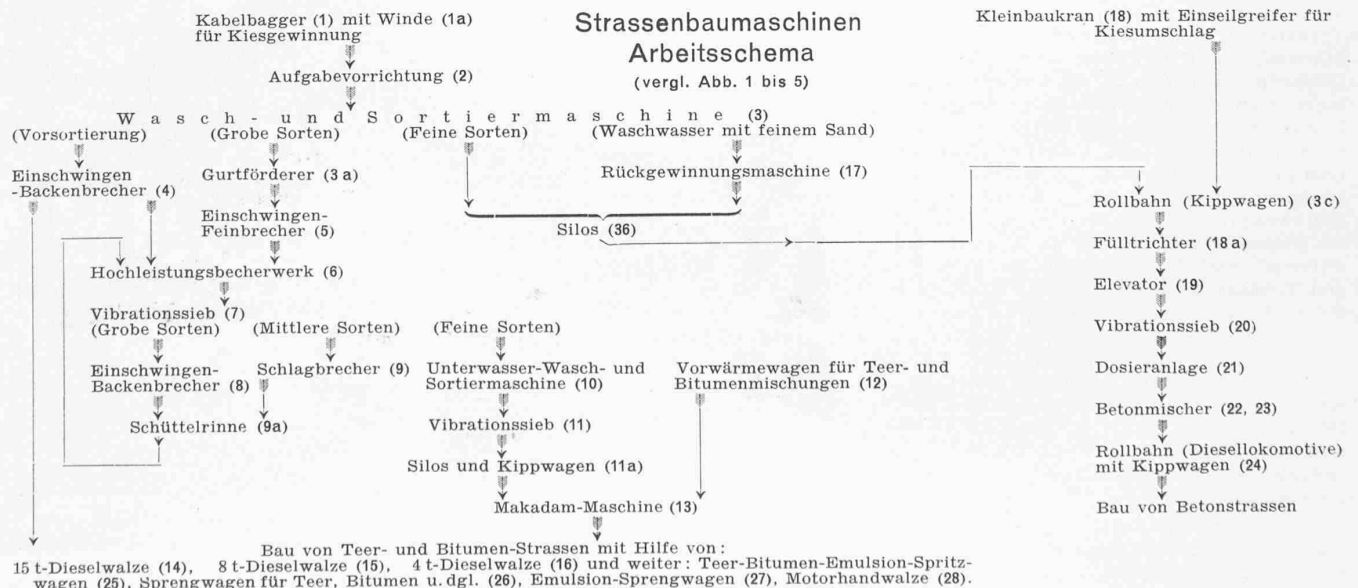 Strassenbaumaschinen
Arbeitsschema
(vergl. Abb. 1 bis 5)
Kabelbagger (1) mit Winde (1a)
für Kiesgewinnung
Aufgabevorrichtung (2)
Wasch- und Sortiermaschine (3)
(Vorsortierung)
(Grobe Sorten)
(Feine Sorten)
(Waschwasser mit feinem Sand)
Einschwingen
-Backenbrecher (4)
Gurtförderer (3 a)
Rückgewinnungsmaschine (17)
Einschwingen-
Feinbrecher (5)
Silos (36)
Hochleistungsbecherwerk (6)
Vibrationssieb (7)
(Grobe Sorten)
(Mittlere Sorten)
(Feine Sorten)
Einschwingen-
Backenbrecher (8)
Schlagbrecher (9)
Unterwasser-Wasch- und
Sortiermaschine (10)
Vorwärmewagen für Teer- und
Bitumenmischungen (12)
Schüttelrinne (9a)
Vibrationssieb (11)
Silos und Kippwagen (11a)
Makadam-Maschine (13)
Kleinbaukran (18) mit Einseilgreifer für
Kiesumschlag
Rollbahn (Kippwagen) (3 c)
Fülltrichter (18 a)
Elevator (19)
Vibrationssieb (20)
Dosieranlage (21)
Betonmischer (22, 23)
Rollbahn (Diesellokomotive)
mit Kippwagen (24)
Bau von Betonstrassen
Bau von Teer- und Bitumen-Strassen mit Hilfe von:
15 t-Dieselwalze (14), 8 t-Dieselwalze (15), 4 t-Dieselwalze (16) und weiter: Teer-Bitumen-Emulsion-Spritz-
wagen (25), Sprengwagen für Teer, Bitumen u. dgl. (26), Emulsion-Sprengwagen (27), Motorhandwalze (28).